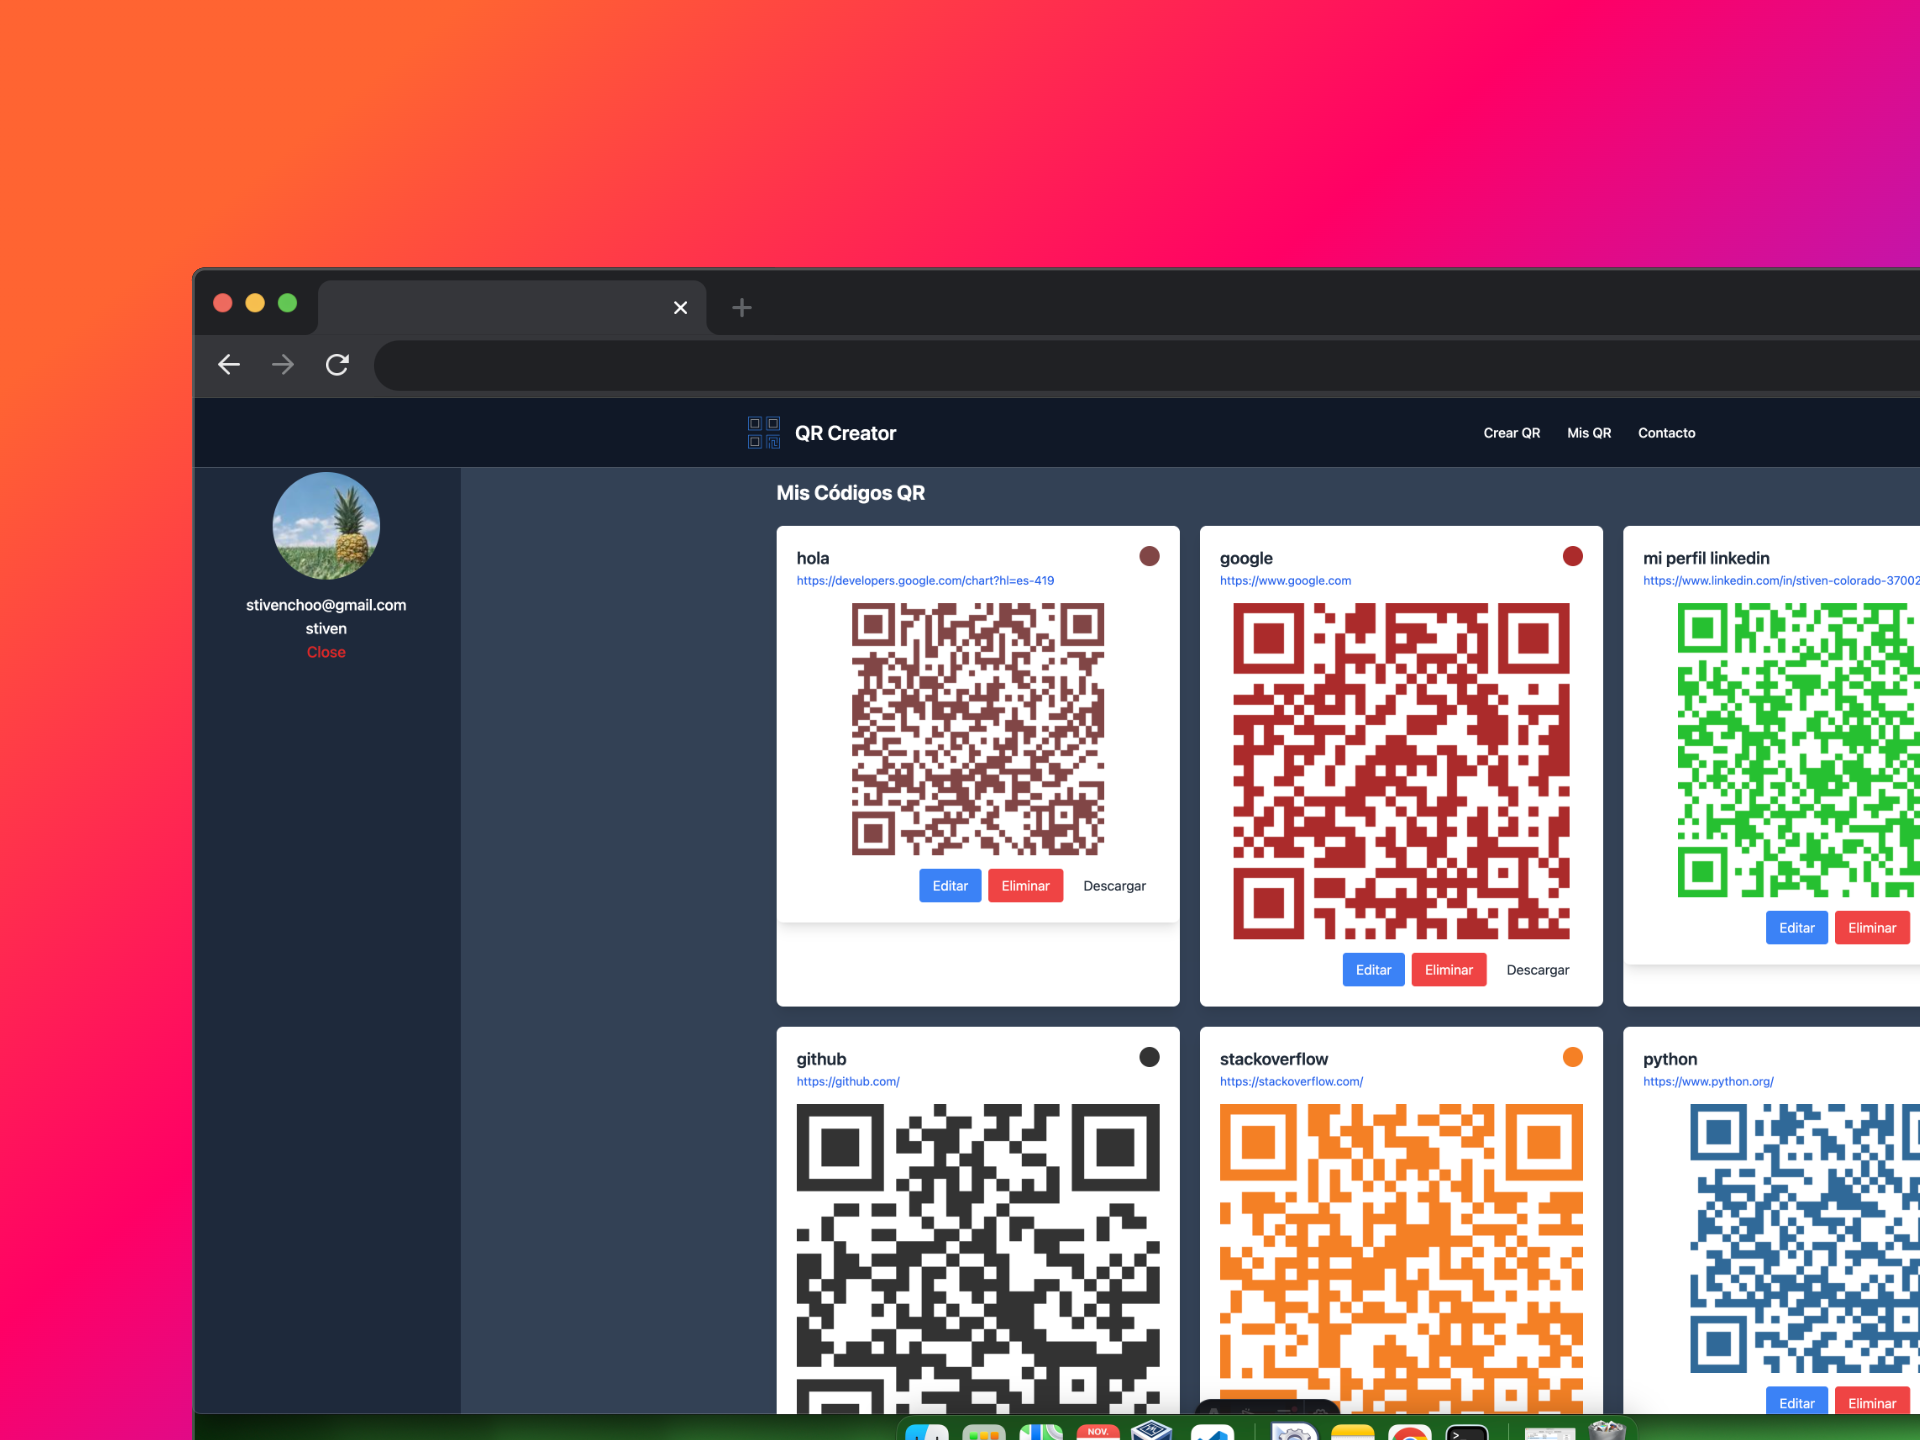 QR Creator
Crear QR
Mis QR
Contacto
stivenchoo@gmail.com
stiven
Close
Mis Códigos QR
hola
https://developers.google.com/chart?hl=es-419
Editar
Eliminar
Descargar
google
https://www.google.com
Editar
Eliminar
Descargar
mi perfil linkedin
https://www.linkedin.com/in/stiven-colorado-37002
Editar
Eliminar
github
https://github.com/
stackoverflow
https://stackoverflow.com/
python
https://www.python.org/
Editar
Eliminar
NOV.